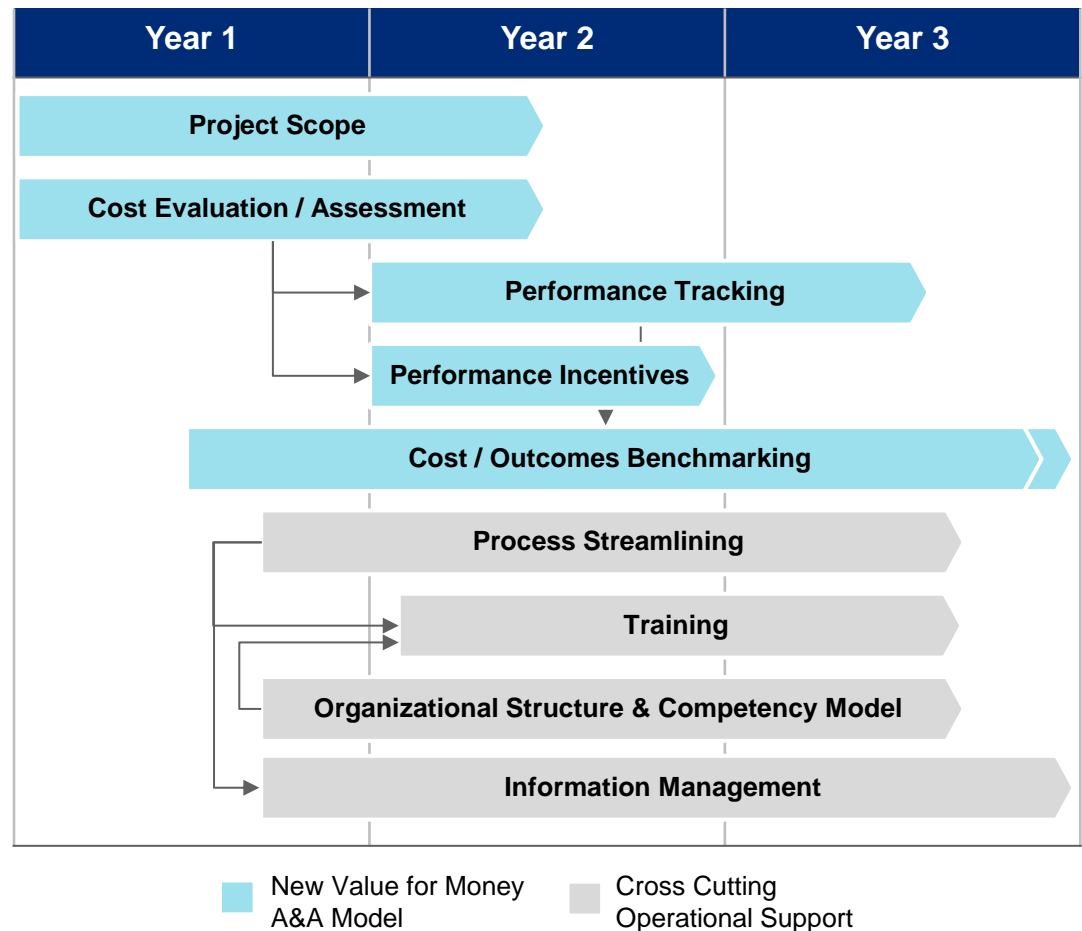 Year 1 Year 2 Year 3
Project Scope
Cost Evaluation / Assessment
Performance Tracking
Performance Incentives
Cost / Outcomes Benchmarking
Process Streamlining
Training
Organizational Structure & Competency Model
Information Management
New Value for Money
A&A Model
Cross Cutting
Operational Support